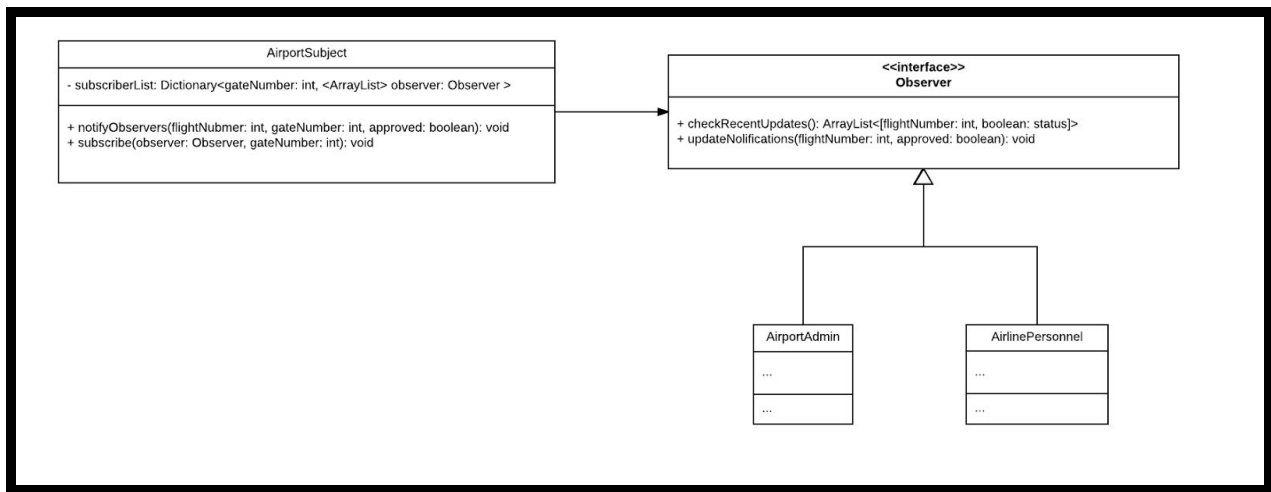 AirportSubject
- subscriberList: Dictionary<gateNumber: int, <ArrayList> observer: Observer >
+ notifyObservers(flightNubmer: int, gateNumber: int, approved: boolean): void
+ subscribe(observer: Observer, gateNumber: int): void
<<interface>>
Observer
+ checkRecentUpdates(): ArrayList<[flightNumber: int, boolean: status]>
+ updateNolifications(flightNumber: int, approved: boolean): void
AirportAdmin
...
...
AirlinePersonnel
...
...